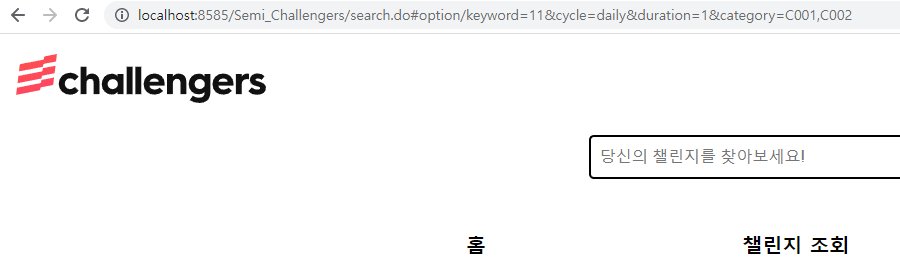 localhost:8585/Semi_Challengers/search.do#option/keyword=11&cycle=daily&duration=1&category=C001,C002
challengers
당신의 챌린지를 찾아보세요!
홈 챌린지 조회